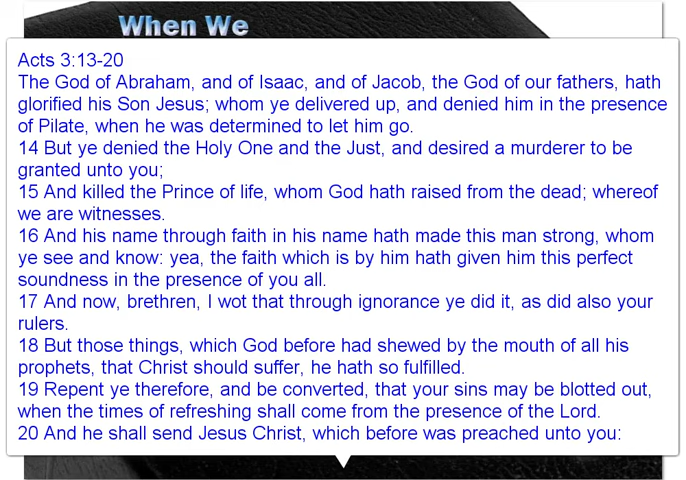 When We
Acts 3:13-20
The God of Abraham, and of Isaac, and of Jacob, the God of our fathers, hath
glorified his Son Jesus; whom ye delivered up, and denied him in the presence
of Pilate, when he was determined to let him go.
14 But ye denied the Holy One and the Just, and desired a murderer to be
granted unto you;
15 And killed the Prince of life, whom God hath raised from the dead; whereof
we are witnesses.
16 And his name through faith in his name hath made this man strong, whom
ye see and know: yea, the faith which is by him hath given him this perfect
soundness in the presence of you all.
17 And now, brethren, I wot that through ignorance ye did it, as did also your
rulers.
18 But those things, which God before had shewed by the mouth of all his
prophets, that Christ should suffer, he hath so fulfilled.
19 Repent ye therefore, and be converted, that your sins may be blotted out,
when the times of refreshing shall come from the presence of the Lord.
20 And he shall send Jesus Christ, which before was preached unto you: